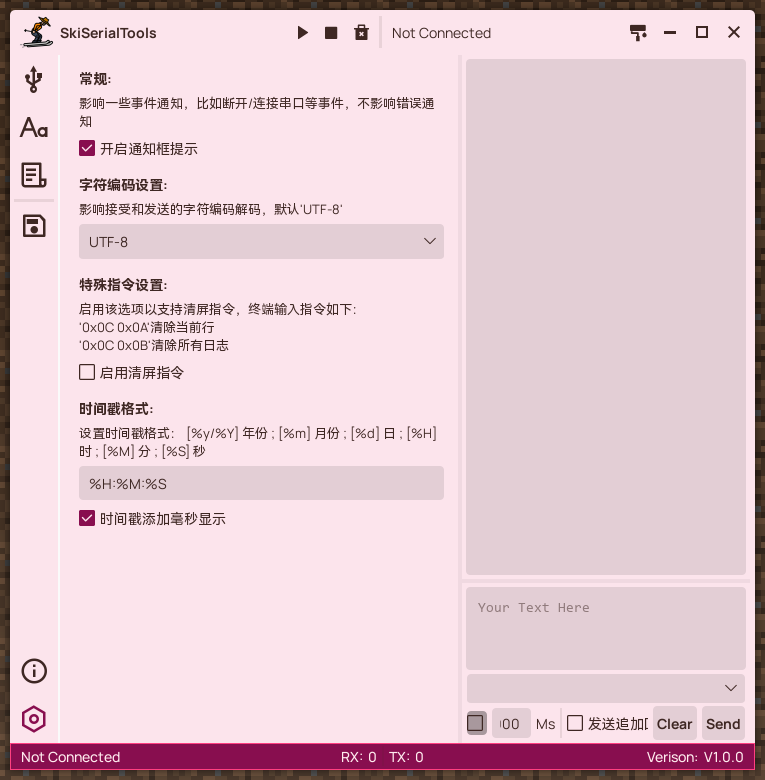 SkiSerialTools
Not Connected
Aa
常规:
影响一些事件通知，比如断开/连接串口等事件，不影响错误通
知
开启通知框提示
字符编码设置:
影响接受和发送的字符编码解码，默认'UTF-8'
UTF-8
特殊指令设置:
启用该选项以支持清屏指令，终端输入指令如下:
'0x0C 0x0A'清除当前行
'0x0C 0x0B'清除所有日志
启用清屏指令
时间戳格式:
设置时间戳格式： [%y/%Y] 年份 ; [%m] 月份 ; [%d] 日 ; [%H]
时 ; [%M] 分 ; [%S] 秒
%H:%M:%S
时间戳添加毫秒显示
Your Text Here
00 Ms 发送追加 Clear Send
Not Connected RX: 0 TX: 0 Verison: V1.0.0